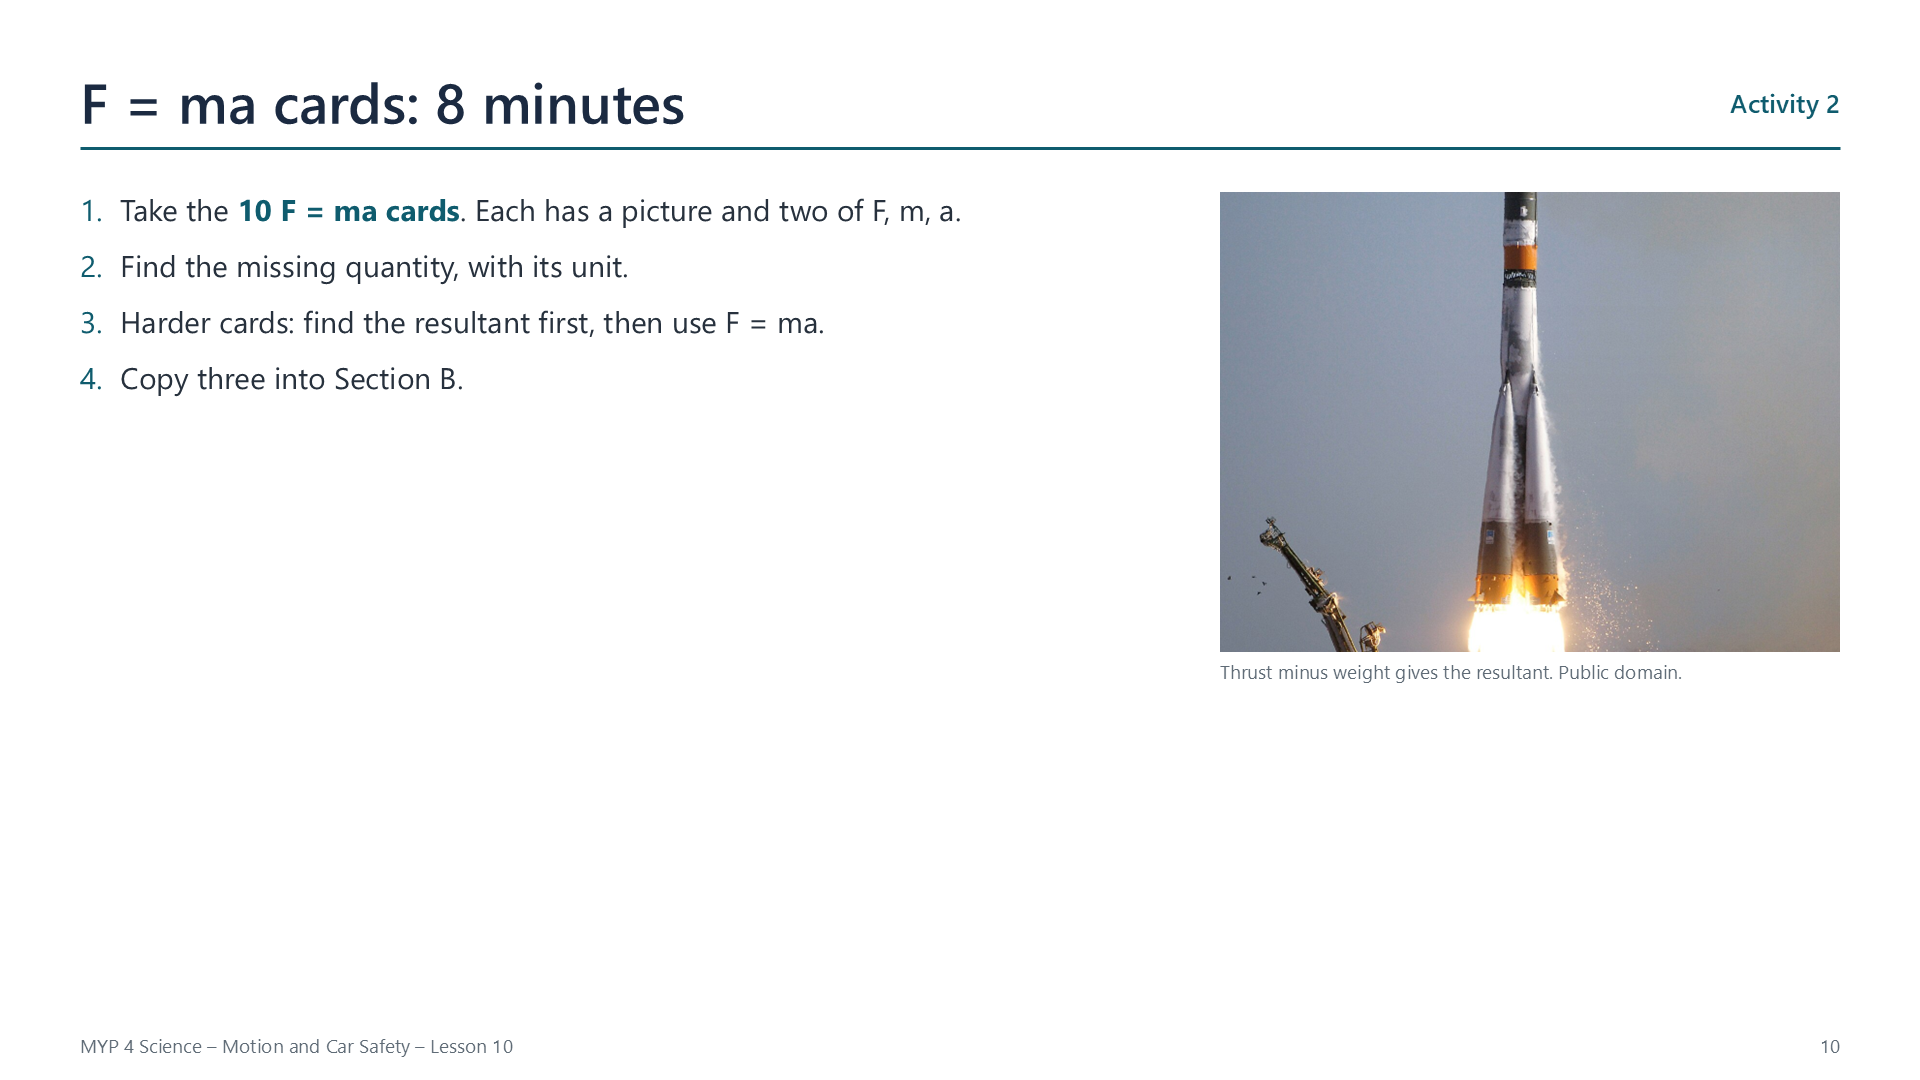 F = ma cards: 8 minutes
Activity 2
1. Take the 10 F = ma cards. Each has a picture and two of F, m, a.
2. Find the missing quantity, with its unit.
3. Harder cards: find the resultant first, then use F = ma.
4. Copy three into Section B.
Thrust minus weight gives the resultant. Public domain.
MYP 4 Science – Motion and Car Safety – Lesson 10
10